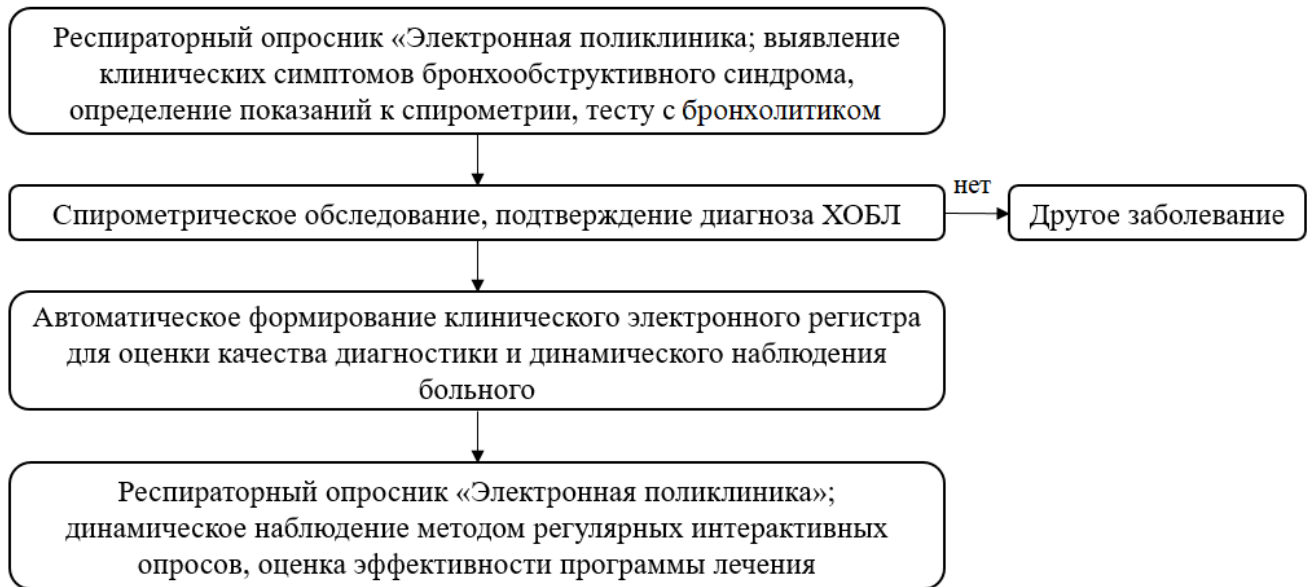 Респираторный опросник «Электронная поликлиника; выявление
клинических симптомов бронхообструктивного синдрома,
определение показаний к спирометрии, тесту с бронхолитиком
нет
Спирометрическое обследование, подтверждение диагноза ХОБЛ
Другое заболевание
Автоматическое формирование клинического электронного регистра
для оценки качества диагностики и динамического наблюдения
больного
Респираторный опросник «Электронная поликлиника»;
динамическое наблюдение методом регулярных интерактивных
опросов, оценка эффективности программы лечения